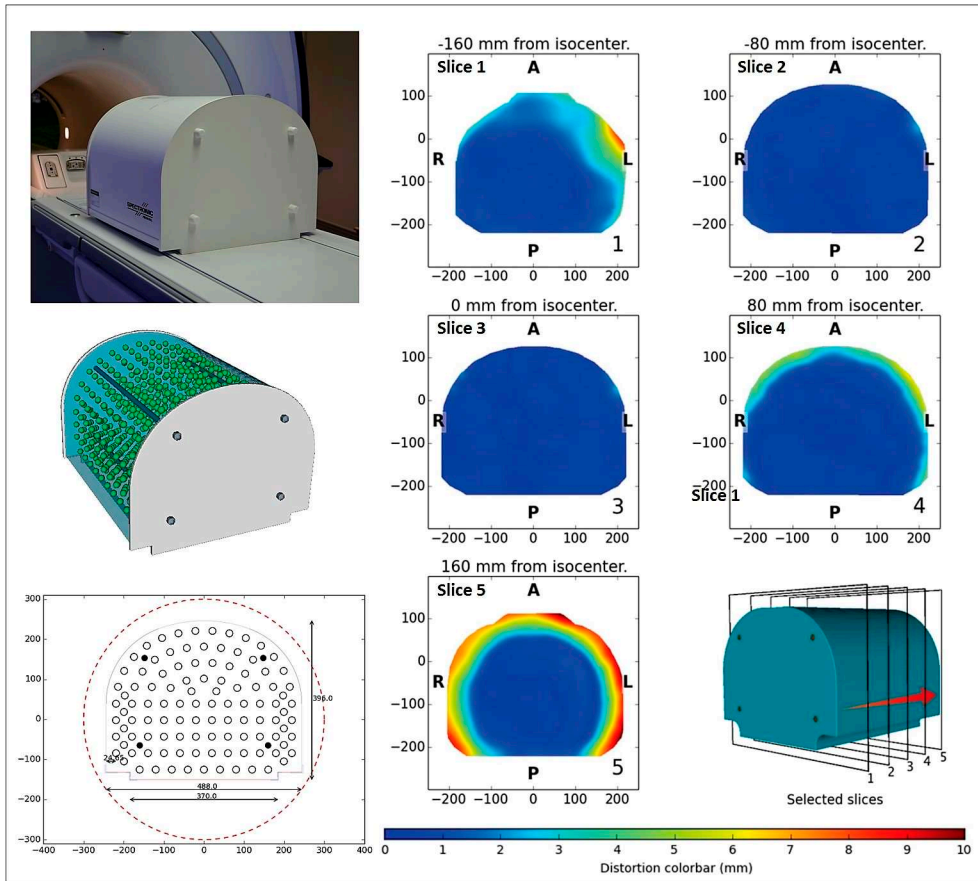 SPECTRONIC
-160 mm from isocenter.
Slice 1
A
R
L
P
1
100
0
−100
−200
−200 −100 0 100 200
-80 mm from isocenter.
Slice 2
A
R
L
P
2
100
0
−100
−200
−200 −100 0 100 200
0 mm from isocenter.
Slice 3
A
R
L
P
3
100
0
−100
−200
−200 −100 0 100 200
80 mm from isocenter.
Slice 4
A
R
L
P
4
100
0
−100
−200
Slice 1
−200 −100 0 100 200
300
200
100
0
−100
−200
−300
−400 −300 −200 −100 0 100 200 300 400
396.0
488.0
370.0
160 mm from isocenter.
Slice 5
A
R
L
P
5
100
0
−100
−200
−200 −100 0 100 200
1 2 3 4 5
Selected slices
0 1 2 3 4 5 6 7 8 9 10
Distortion colorbar (mm)